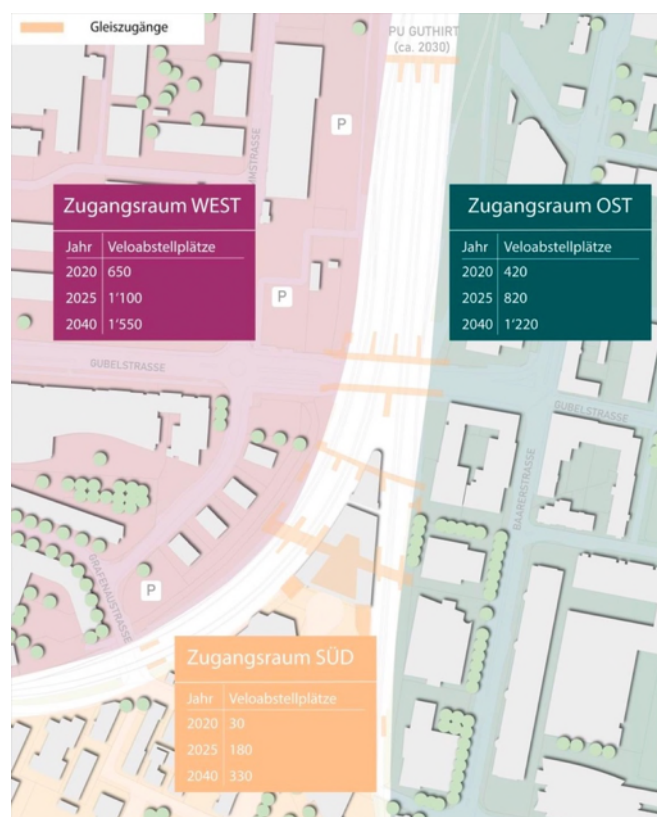 Gleiszugänge
PU GUTHIRT
(ca. 2030)
P
Zugangsraum WEST
Jahr Veloabstellplätze
2020 650
2025 1'100
2040 1'550
Zugangsraum OST
Jahr Veloabstellplätze
2020 420
2025 820
2040 1'220
P
GUBELSTRASSE
GUBELSTRASSE
BAARERSTRASSE
GRAFENAUSTRASSE
P
Zugangsraum SÜD
Jahr Veloabstellplätze
2020 30
2025 180
2040 330